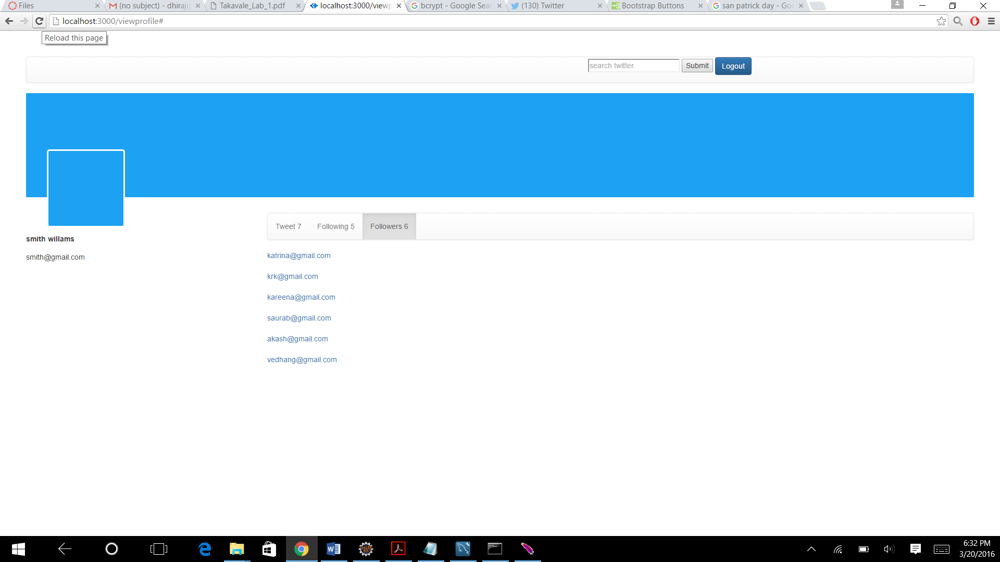 Files
(no subject) - dhirajg
Takavale_Lab_1.pdf
localhost:3000/viewp
bcrypt - Google Sear
(130) Twitter
Bootstrap Buttons
san patrick day - Goo
localhost:3000/viewprofile#
Reload this page
search twitter Submit Logout
Tweet 7 Following 5 Followers 6
smith willams
smith@gmail.com
katrina@gmail.com
krk@gmail.com
kareena@gmail.com
saurab@gmail.com
akash@gmail.com
vedhang@gmail.com
6:32 PM
3/20/2016